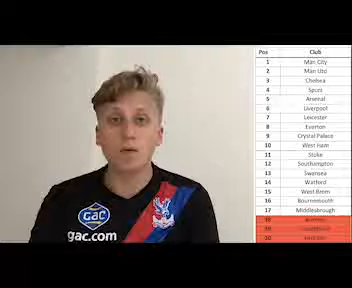 Pos Club
1 Man City
2 Man Utd
3 Chelsea
4 Spurs
5 Arsenal
6 Liverpool
7 Leicester
8 Everton
9 Crystal Palace
10 West Ham
11 Stoke
12 Southampton
13 Swansea
14 Watford
15 West Brom
16 Bournemouth
17 Middlesbrough
18
19
20
GAC
gac.com